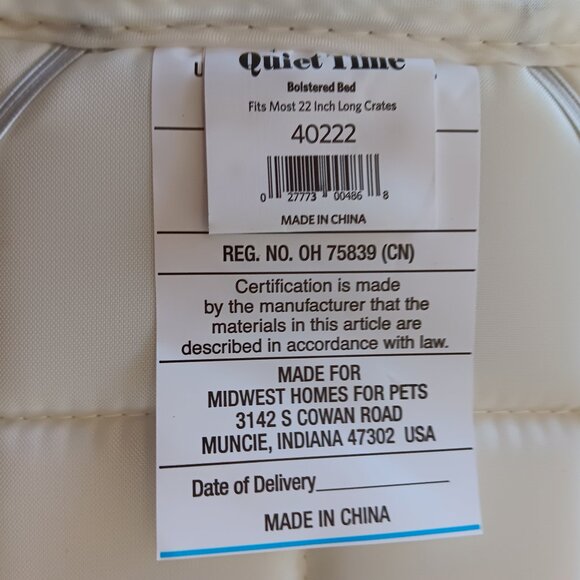 Quiet Time
Bolstered Bed
Fits Most 22 Inch Long Crates
40222
0 27773 00486 8
MADE IN CHINA
REG. NO. OH 75839 (CN)
Certification is made
by the manufacturer that the
materials in this article are
described in accordance with law.
MADE FOR
MIDWEST HOMES FOR PETS
3142 S COWAN ROAD
MUNCIE, INDIANA 47302 USA
Date of Delivery
MADE IN CHINA